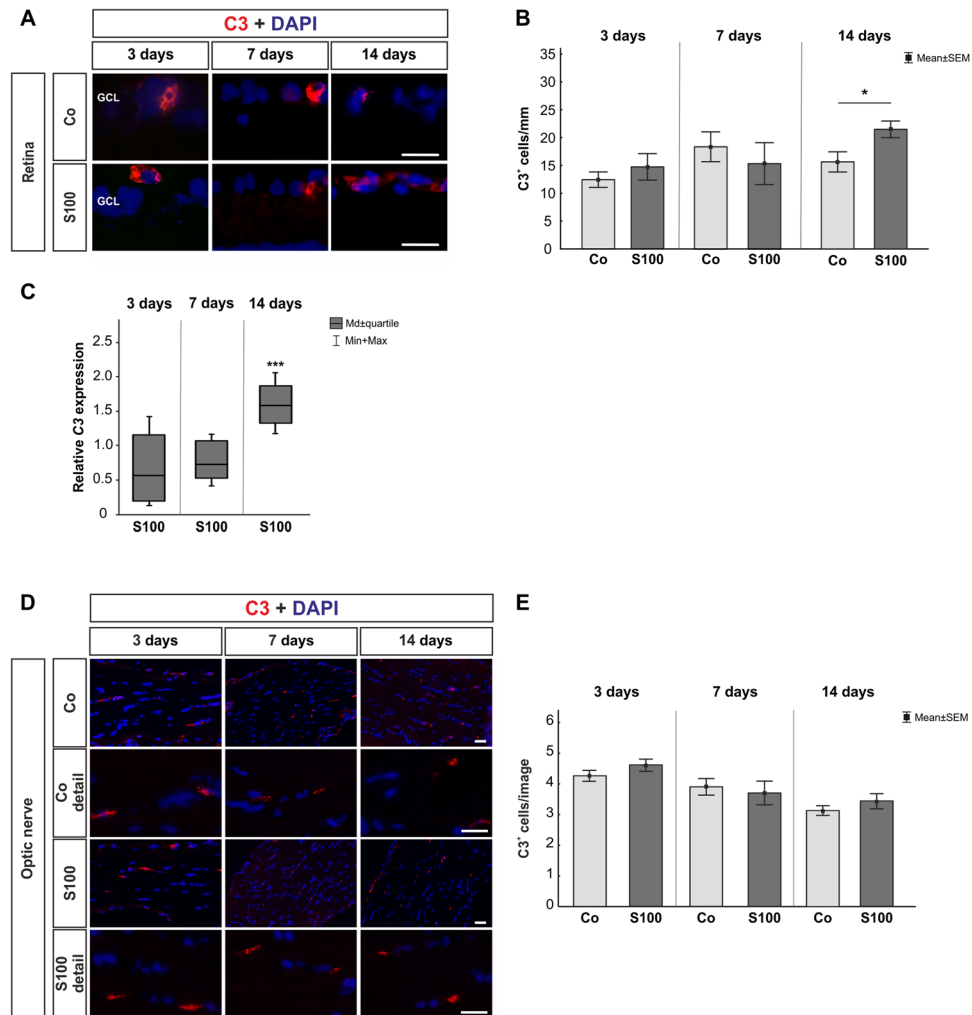 A
C3 + DAPI
3 days
7 days
14 days
Retina
Co
GCL
S100
GCL
B
3 days
7 days
14 days
Mean±SEM
C3⁺ cells/mm
35
30
25
20
15
10
5
0
*
Co
S100
Co
S100
Co
S100
C
3 days
7 days
14 days
Md±quartile
Min+Max
Relative C3 expression
2.5
2.0
1.5
1.0
0.5
0
***
S100
S100
S100
D
C3 + DAPI
3 days
7 days
14 days
Optic nerve
Co
Co
detail
S100
S100
detail
E
3 days
7 days
14 days
Mean±SEM
C3⁺ cells/image
6
5
4
3
2
1
0
Co
S100
Co
S100
Co
S100